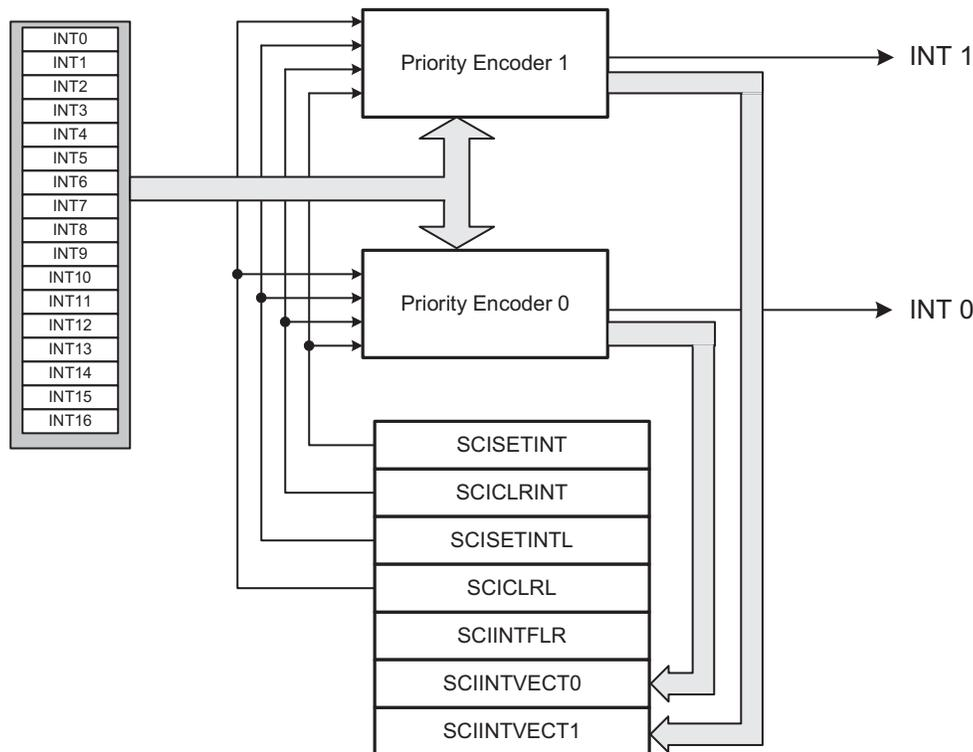 INT0
INT1
INT2
INT3
INT4
INT5
INT6
INT7
INT8
INT9
INT10
INT11
INT12
INT13
INT14
INT15
INT16
Priority Encoder 1
INT 1
Priority Encoder 0
INT 0
SCISETINT
SCICLRINT
SCISETINTL
SCICLRL
SCIINTFLR
SCIINTVECT0
SCIINTVECT1